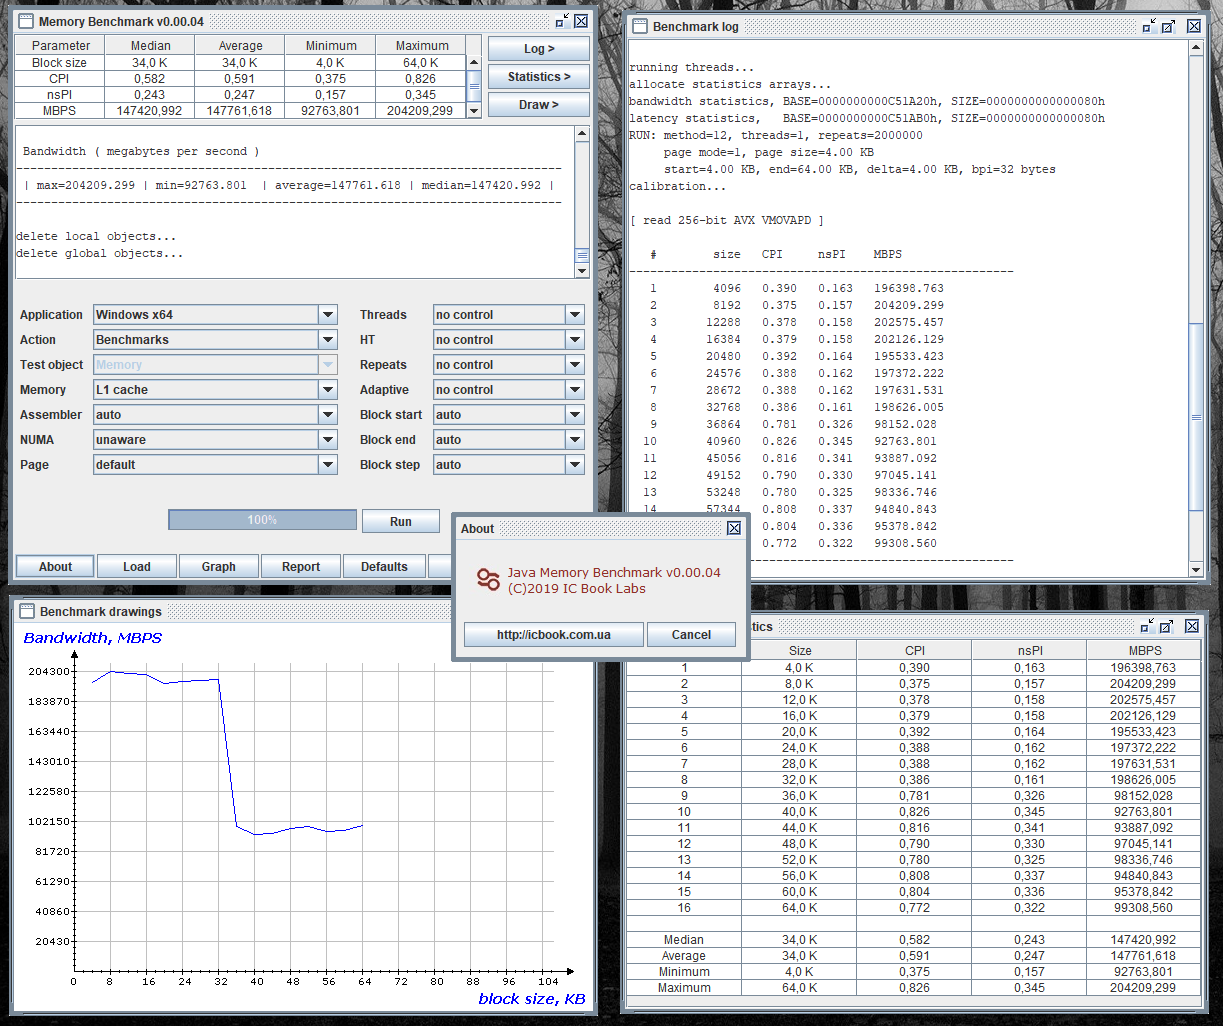 Memory Benchmark v0.00.04
Parameter Median Average Minimum Maximum
Block size 34,0 K 34,0 K 4,0 K 64,0 K
CPI 0,582 0,591 0,375 0,826
nsPI 0,243 0,247 0,157 0,345
MBPS 147420,992 147761,618 92763,801 204209,299
Log >
Statistics >
Draw >
Bandwidth ( megabytes per second )
------------------------------------------------------------------------------
| max=204209.299 | min=92763.801 | average=147761.618 | median=147420.992 |
------------------------------------------------------------------------------
delete local objects...
delete global objects...
Application Windows x64 Threads no control
Action Benchmarks HT no control
Test object Memory Repeats no control
Memory L1 cache Adaptive no control
Assembler auto Block start auto
NUMA unaware Block end auto
Page default Block step auto
100% Run
About Load Graph Report Defaults
Benchmark log
running threads...
allocate statistics arrays...
bandwidth statistics, BASE=0000000000C51A20h, SIZE=0000000000000080h
latency statistics, BASE=0000000000C51AB0h, SIZE=0000000000000080h
RUN: method=12, threads=1, repeats=2000000
page mode=1, page size=4.00 KB
start=4.00 KB, end=64.00 KB, delta=4.00 KB, bpi=32 bytes
calibration...
[ read 256-bit AVX VMOVAPD ]
# size CPI nsPI MBPS
-------------------------------------------------------
1 4096 0.390 0.163 196398.763
2 8192 0.375 0.157 204209.299
3 12288 0.378 0.158 202575.457
4 16384 0.379 0.158 202126.129
5 20480 0.392 0.164 195533.423
6 24576 0.388 0.162 197372.222
7 28672 0.388 0.162 197631.531
8 32768 0.386 0.161 198626.005
9 36864 0.781 0.326 98152.028
10 40960 0.826 0.345 92763.801
11 45056 0.816 0.341 93887.092
12 49152 0.790 0.330 97045.141
13 53248 0.780 0.325 98336.746
14 57344 0.808 0.337 94840.843
0.804 0.336 95378.842
0.772 0.322 99308.560
-------------------------------------------------------
About
Java Memory Benchmark v0.00.04
(C)2019 IC Book Labs
http://icbook.com.ua Cancel
Benchmark drawings
Bandwidth, MBPS
204300
183870
163440
143010
122580
102150
81720
61290
40860
20430
0 8 16 24 32 40 48 56 64 72 80 88 96 104
block size, KB
tics
Size CPI nsPI MBPS
1 4,0 K 0,390 0,163 196398,763
2 8,0 K 0,375 0,157 204209,299
3 12,0 K 0,378 0,158 202575,457
4 16,0 K 0,379 0,158 202126,129
5 20,0 K 0,392 0,164 195533,423
6 24,0 K 0,388 0,162 197372,222
7 28,0 K 0,388 0,162 197631,531
8 32,0 K 0,386 0,161 198626,005
9 36,0 K 0,781 0,326 98152,028
10 40,0 K 0,826 0,345 92763,801
11 44,0 K 0,816 0,341 93887,092
12 48,0 K 0,790 0,330 97045,141
13 52,0 K 0,780 0,325 98336,746
14 56,0 K 0,808 0,337 94840,843
15 60,0 K 0,804 0,336 95378,842
16 64,0 K 0,772 0,322 99308,560
Median 34,0 K 0,582 0,243 147420,992
Average 34,0 K 0,591 0,247 147761,618
Minimum 4,0 K 0,375 0,157 92763,801
Maximum 64,0 K 0,826 0,345 204209,299